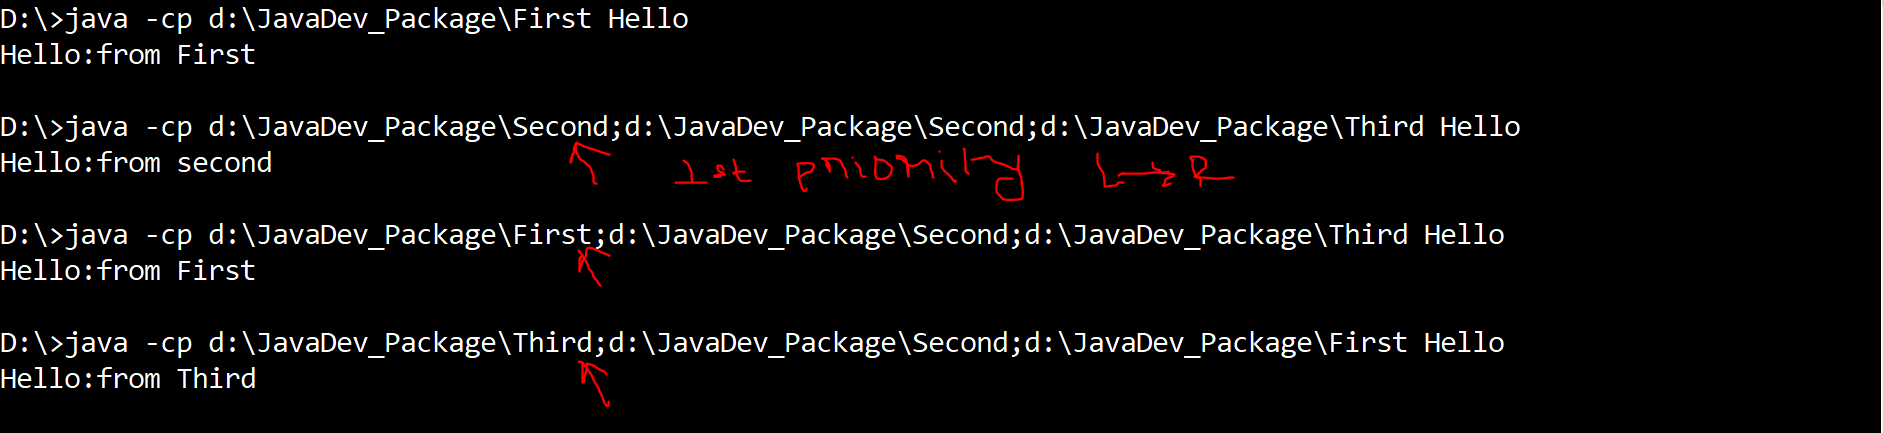 D:\>java -cp d:\JavaDev_Package\First Hello
Hello:from First
D:\>java -cp d:\JavaDev_Package\Second;d:\JavaDev_Package\Second;d:\JavaDev_Package\Third Hello
Hello:from second
1st priority L→R
D:\>java -cp d:\JavaDev_Package\First;d:\JavaDev_Package\Second;d:\JavaDev_Package\Third Hello
Hello:from First
D:\>java -cp d:\JavaDev_Package\Third;d:\JavaDev_Package\Second;d:\JavaDev_Package\First Hello
Hello:from Third